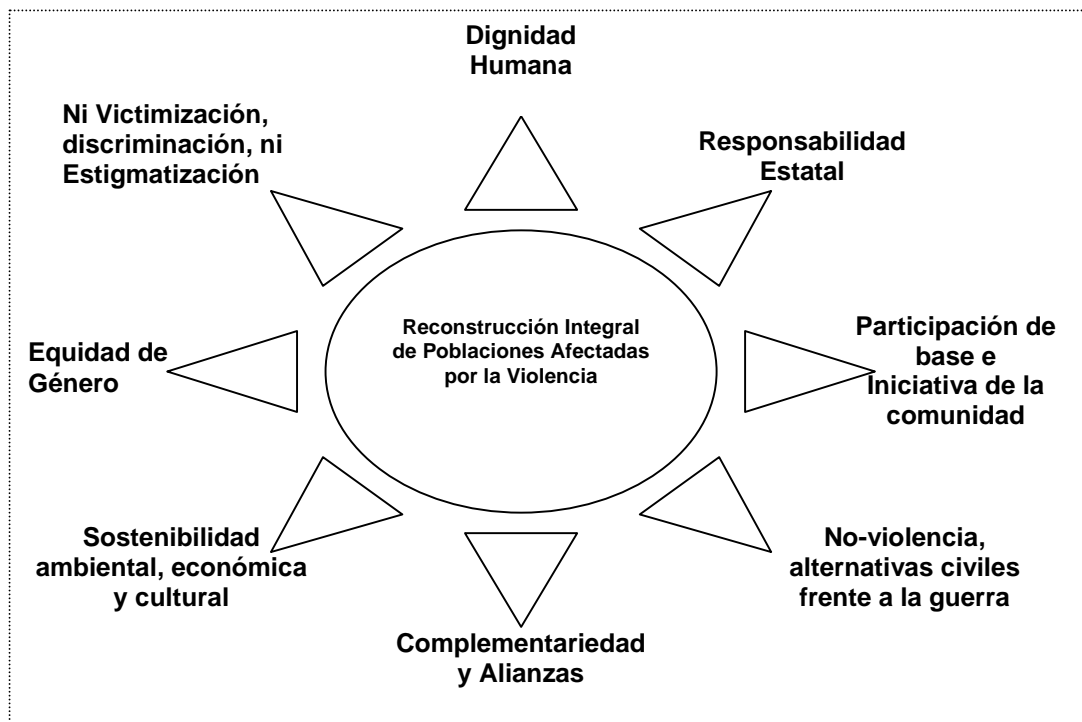 Dignidad
Humana
Ni Victimización,
discriminación, ni
Estigmatización
Responsabilidad
Estatal
Reconstrucción Integral
de Poblaciones Afectadas
por la Violencia
Equidad de
Género
Participación de
base e
Iniciativa de la
comunidad
Sostenibilidad
ambiental, económica
y cultural
No-violencia,
alternativas civiles
frente a la guerra
Complementariedad
y Alianzas